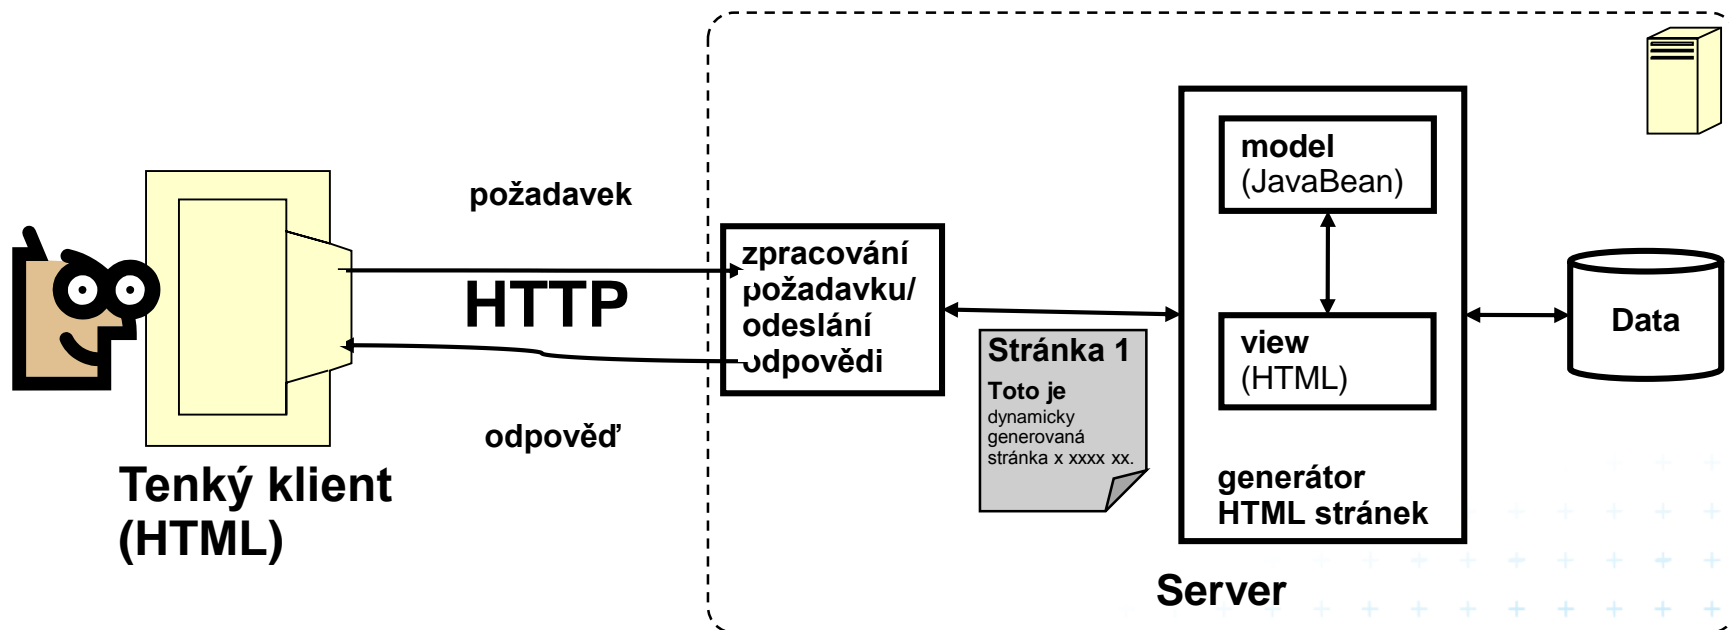 požadavek
HTTP
odpověď
Tenký klient
(HTML)
zpracování
požadavku/
odeslání
odpovědi
Stránka 1
Toto je
dynamicky
generovaná
stránka x xxxx xx.
model
(JavaBean)
view
(HTML)
generátor
HTML stránek
Data
Server